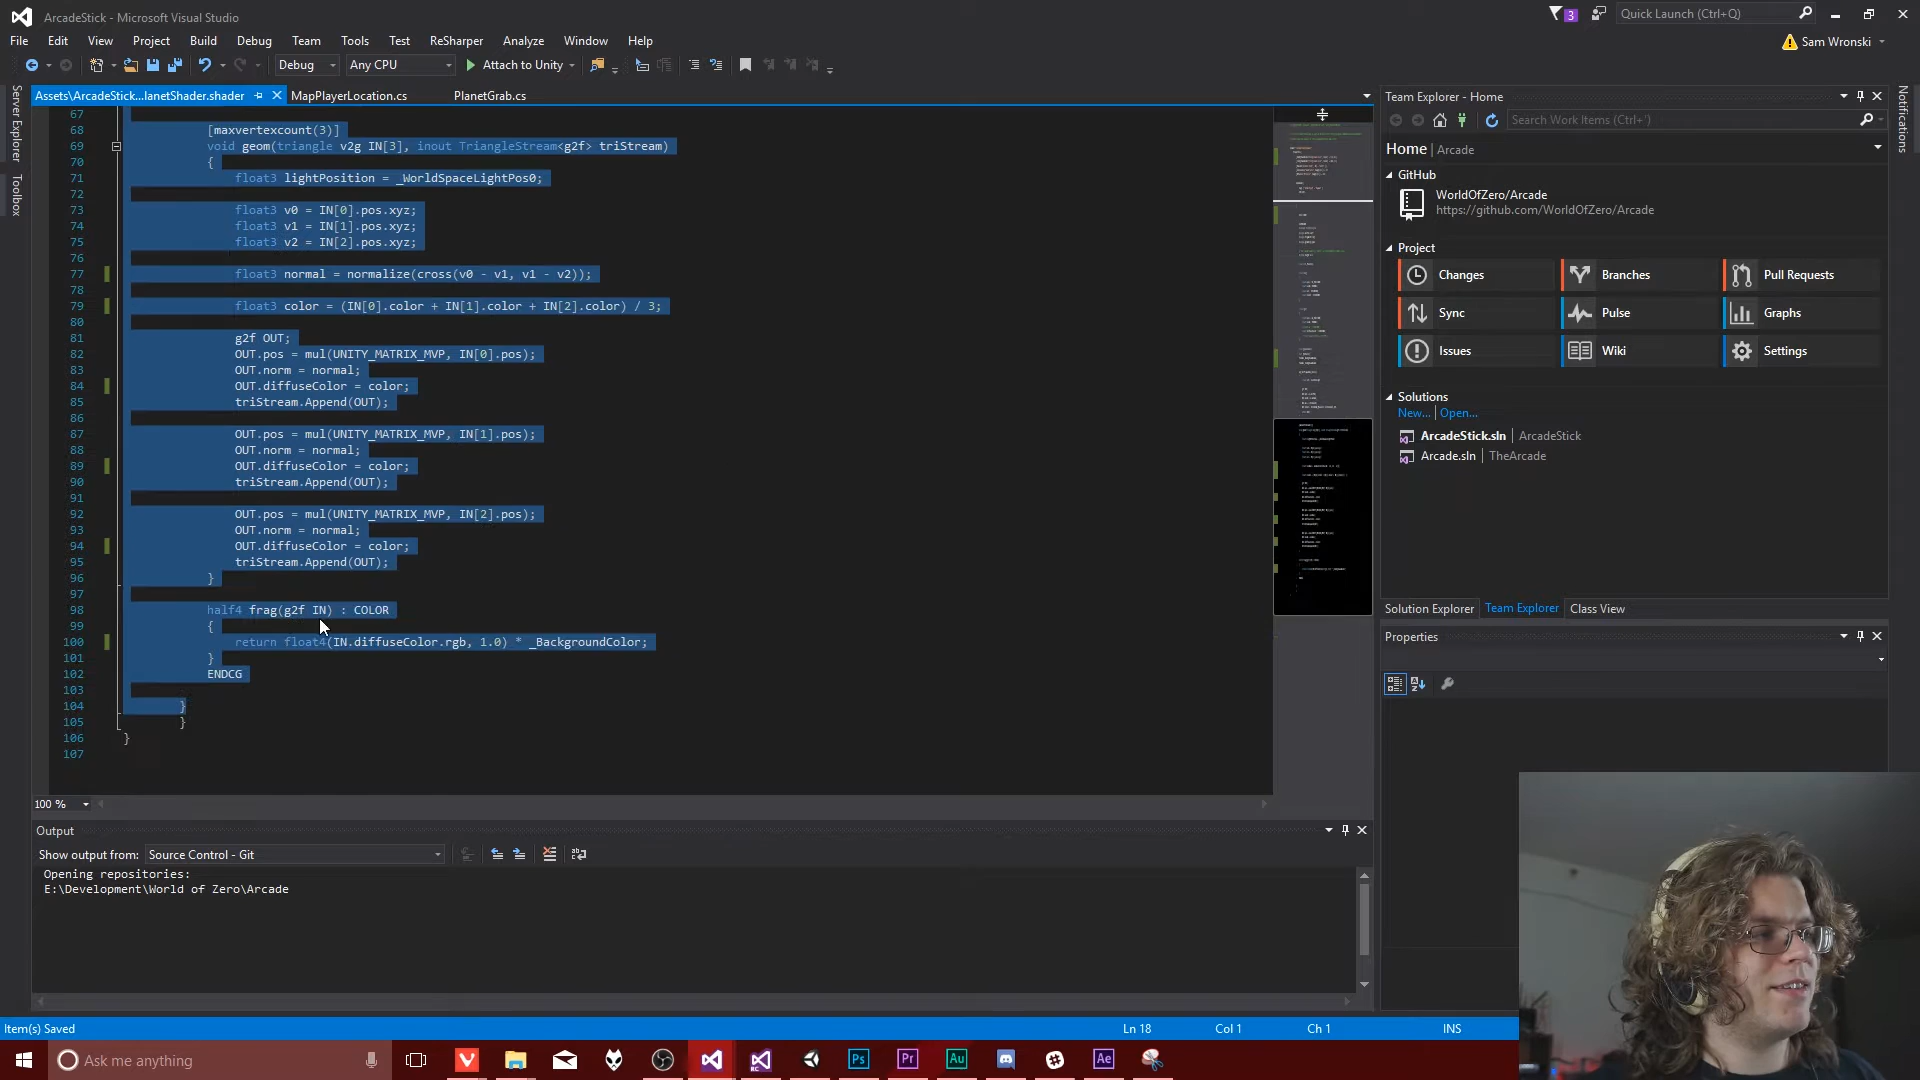 ArcadeStick - Microsoft Visual Studio
3
Quick Launch (Ctrl+Q)
File Edit View Project Build Debug Team Tools Test ReSharper Analyze Window Help
Sam Wronski
Debug Any CPU Attach to Unity
Server Explorer
Toolbox
Notifications
Assets\ArcadeStick...lanetShader.shader MapPlayerLocation.cs PlanetGrab.cs
67
68 [maxvertexcount(3)]
69 void geom(triangle v2g IN[3], inout TriangleStream<g2f> triStream)
70 {
71 float3 lightPosition = _WorldSpaceLightPos0;
72
73 float3 v0 = IN[0].pos.xyz;
74 float3 v1 = IN[1].pos.xyz;
75 float3 v2 = IN[2].pos.xyz;
76
77 float3 normal = normalize(cross(v0 - v1, v1 - v2));
78
79 float3 color = (IN[0].color + IN[1].color + IN[2].color) / 3;
80
81 g2f OUT;
82 OUT.pos = mul(UNITY_MATRIX_MVP, IN[0].pos);
83 OUT.norm = normal;
84 OUT.diffuseColor = color;
85 triStream.Append(OUT);
86
87 OUT.pos = mul(UNITY_MATRIX_MVP, IN[1].pos);
88 OUT.norm = normal;
89 OUT.diffuseColor = color;
90 triStream.Append(OUT);
91
92 OUT.pos = mul(UNITY_MATRIX_MVP, IN[2].pos);
93 OUT.norm = normal;
94 OUT.diffuseColor = color;
95 triStream.Append(OUT);
96 }
97
98 half4 frag(g2f IN) : COLOR
99 {
100 return float4(IN.diffuseColor.rgb, 1.0) * _BackgroundColor;
101 }
102 ENDCG
103
104 }
105 }
106 }
107
100 %
Team Explorer - Home
Search Work Items (Ctrl+')
Home | Arcade
GitHub
WorldOfZero/Arcade
https://github.com/WorldOfZero/Arcade
Project
Changes Branches Pull Requests
Sync Pulse Graphs
Issues Wiki Settings
Solutions
New... | Open...
ArcadeStick.sln | ArcadeStick
Arcade.sln | TheArcade
Solution Explorer Team Explorer Class View
Properties
Output
Show output from: Source Control - Git
Opening repositories:
E:\Development\World of Zero\Arcade
Item(s) Saved Ln 18 Col 1 Ch 1 INS
Ask me anything
V
RC
Ps
Pr
Au
Ae